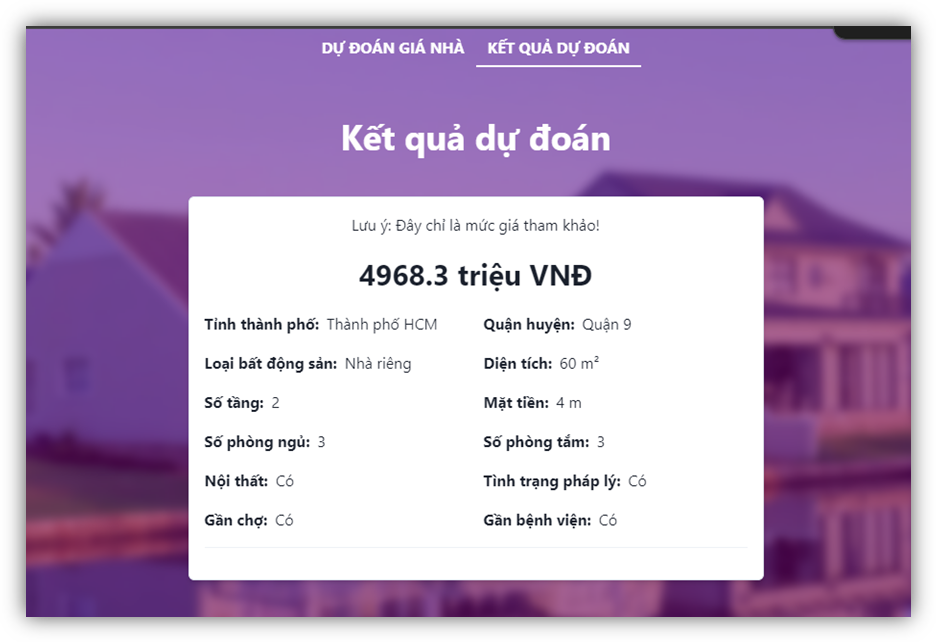 DỰ ĐOÁN GIÁ NHÀ KẾT QUẢ DỰ ĐOÁN
Kết quả dự đoán
Lưu ý: Đây chỉ là mức giá tham khảo!
4968.3 triệu VNĐ
Tỉnh thành phố: Thành phố HCM Quận huyện: Quận 9
Loại bất động sản: Nhà riêng Diện tích: 60 m²
Số tầng: 2 Mặt tiền: 4 m
Số phòng ngủ: 3 Số phòng tắm: 3
Nội thất: Có Tình trạng pháp lý: Có
Gần chợ: Có Gần bệnh viện: Có